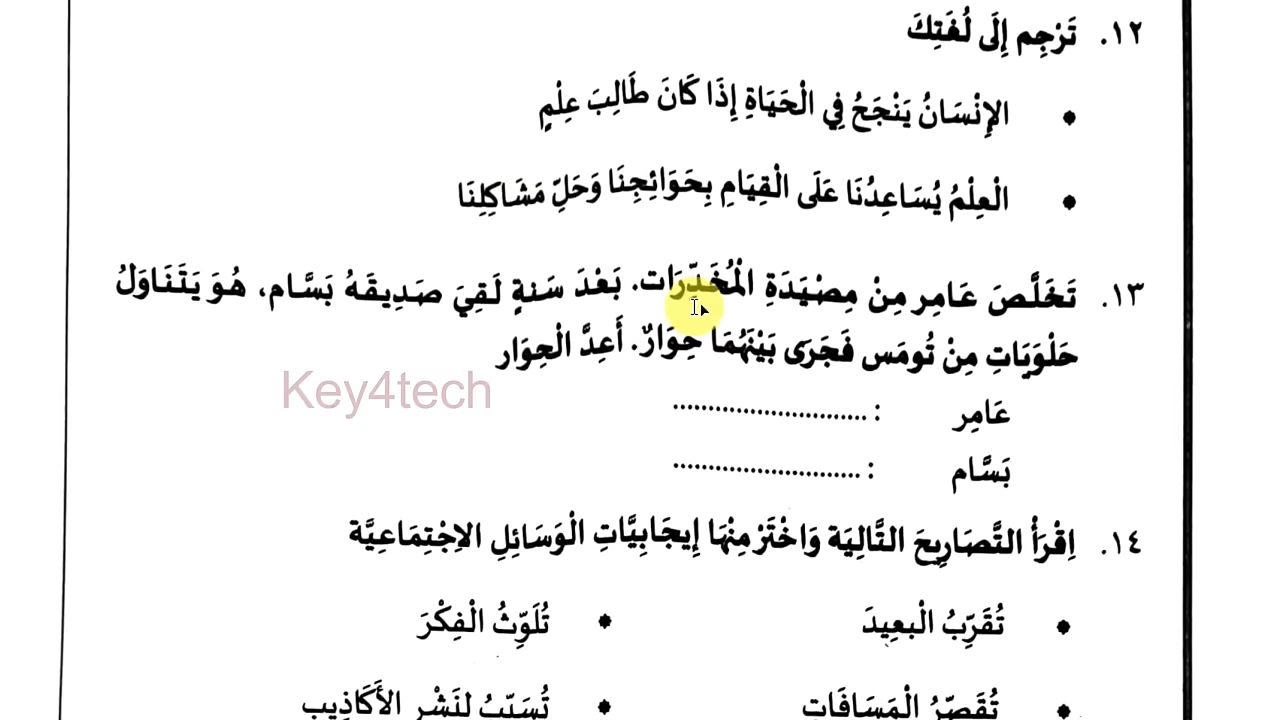 ١٢. تَرْجِم إِلَى لُغَتِكَ
• الإِنْسَانُ يَنْجَحُ فِي الْحَيَاةِ إِذَا كَانَ طَالِبَ عِلْمٍ
• الْعِلْمُ يُسَاعِدُنَا عَلَى الْقِيَامِ بِحَوَائِجِنَا وَحَلِّ مَشَاكِلِنَا
١٣. تَخَلَّصَ عَامِر مِنْ مِصْيَدَةِ الْمُخَدِّرَات. بَعْدَ سَنةٍ لَقِيَ صَدِيقَهُ بَسَّام، هُوَ يَتَنَاوَلُ
حَلْوَيَاتٍ مِنْ تُومَس فَجَرَى بَيْنَهُمَا حِوَارٌ. أَعِدَّ الْحِوَار
Key4tech
عَامِر : ............................
بَسَّام : ...........................
١٤. اِقْرَأْ التَّصَارِيحَ التَّالِيَة وَاخْتَرْ مِنْهَا إِيجَابِيَّاتِ الْوَسَائِلِ الاِجْتِمَاعِيَّة
• تُقَرِّبُ الْبعِيدَ • تُلَوِّثُ الْفِكْرَ
• تُقَصِّرُ الْمَسَافَات • تُسَبِّبُ لِنَشْرِ الأَكَاذِيب